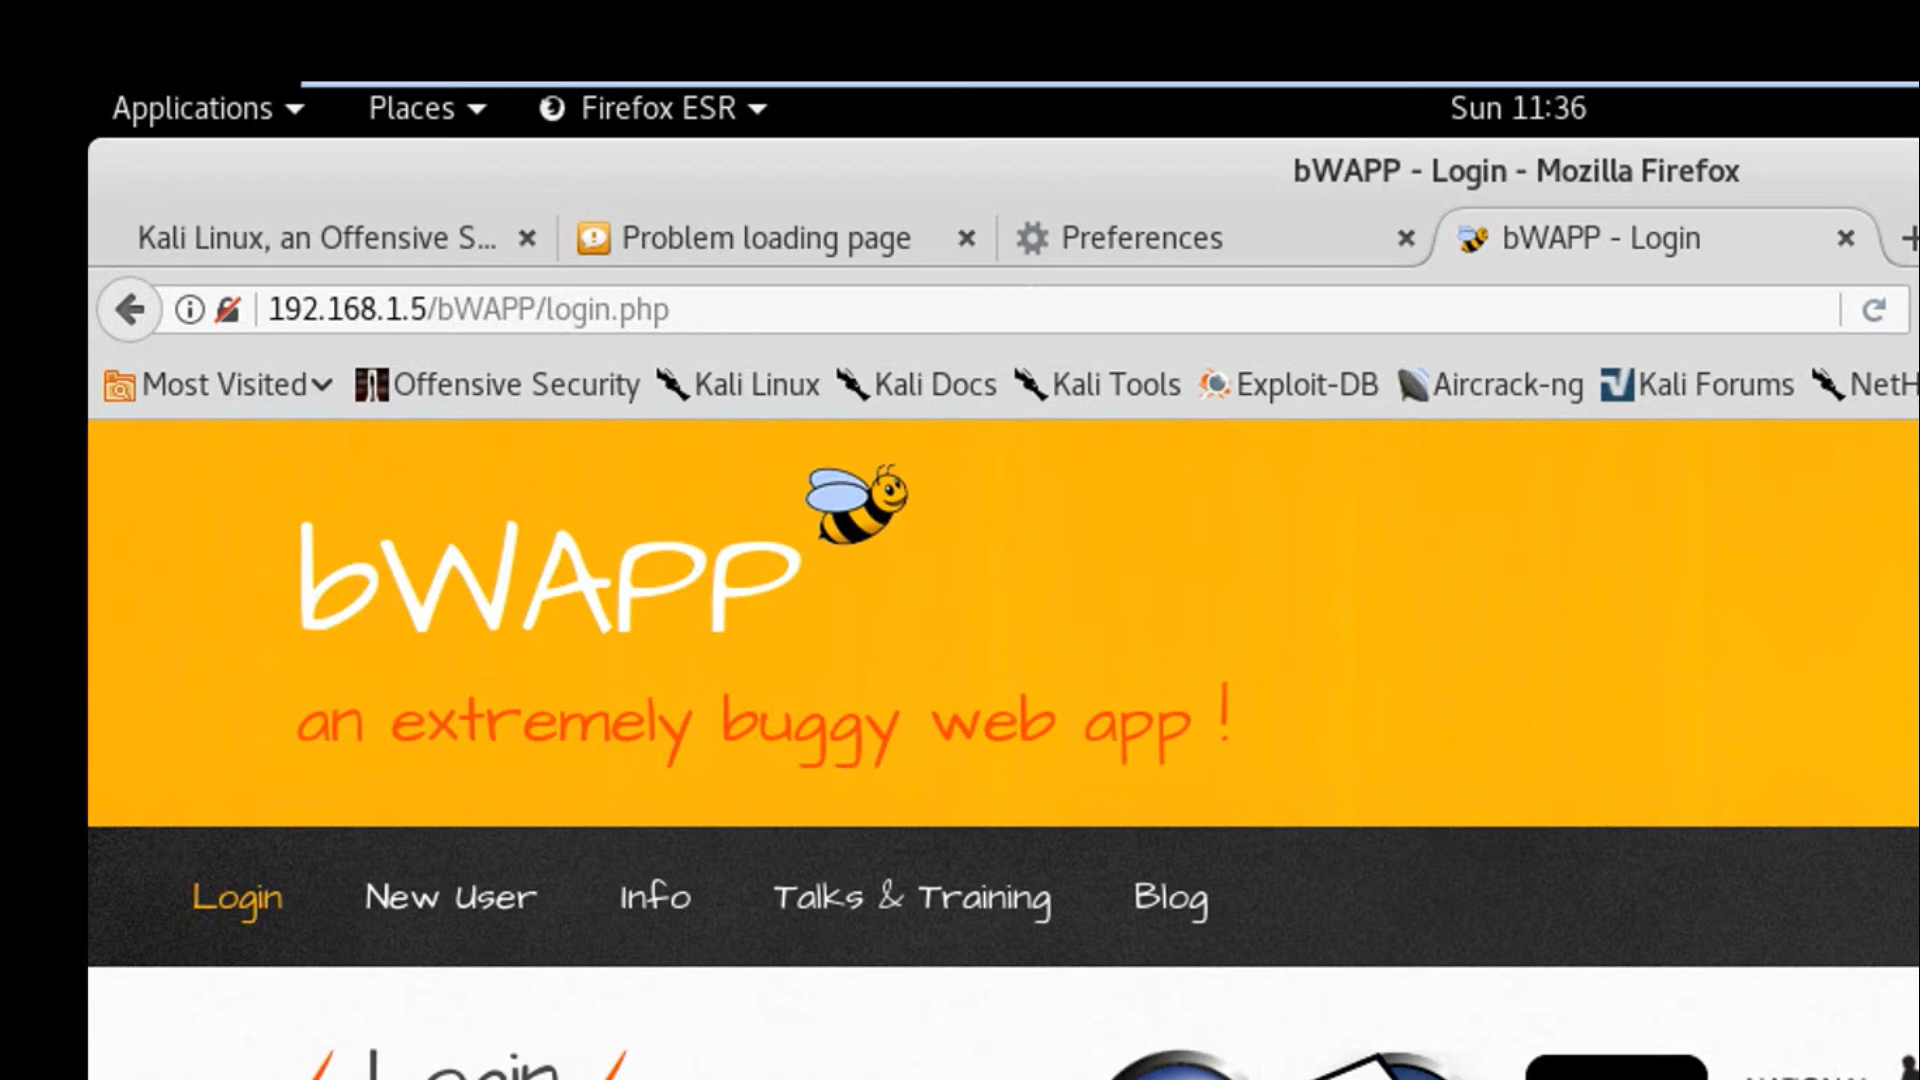 Applications Places Firefox ESR Sun 11:36
bWAPP - Login - Mozilla Firefox
Kali Linux, an Offensive S... Problem loading page Preferences bWAPP - Login
192.168.1.5/bWAPP/login.php
Most Visited Offensive Security Kali Linux Kali Docs Kali Tools Exploit-DB Aircrack-ng Kali Forums NetH
bWAPP
an extremely buggy web app !
Login New User Info Talks & Training Blog
/ Login /